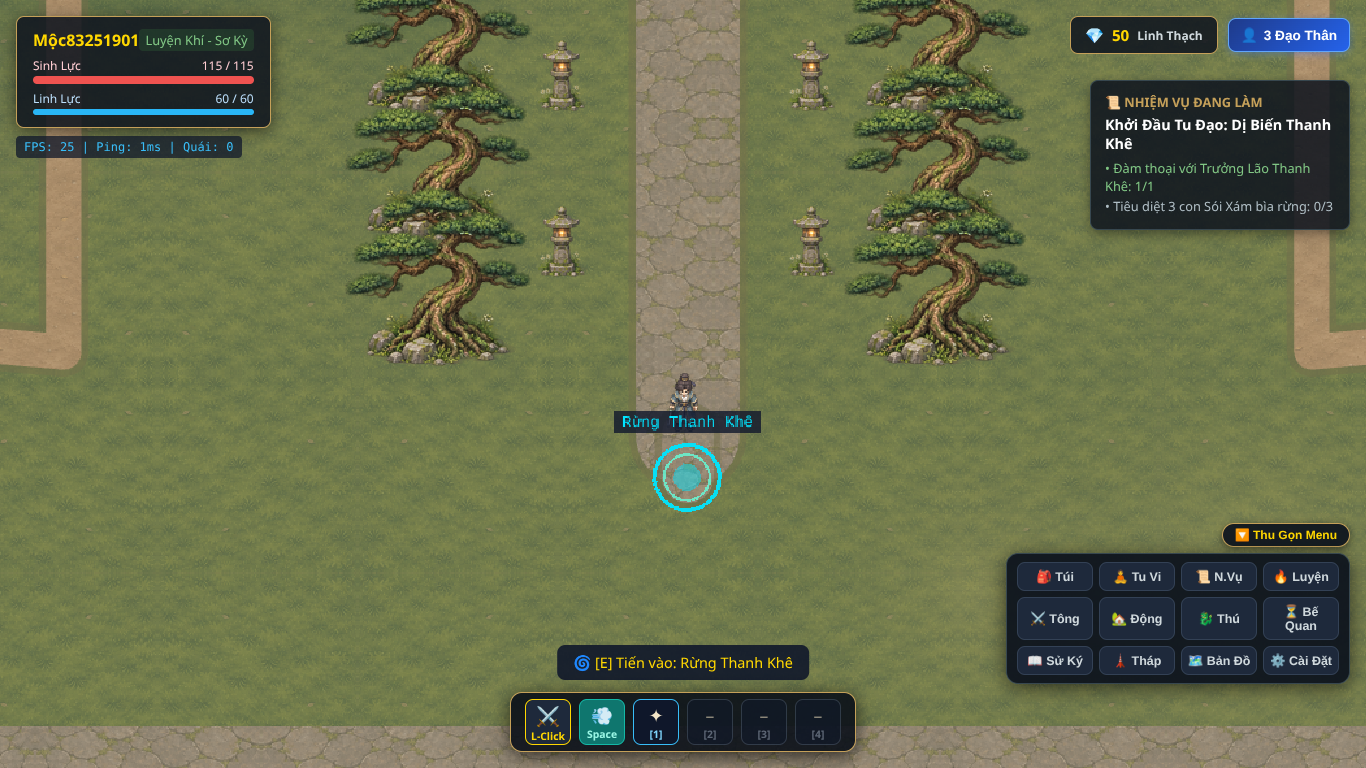 Mộc83251901 Luyện Khí - Sơ Kỳ
Sinh Lực 115 / 115
Linh Lực 60 / 60
FPS: 25 | Ping: 1ms | Quái: 0
50 Linh Thạch
3 Đạo Thân
NHIỆM VỤ ĐANG LÀM
Khởi Đầu Tu Đạo: Dị Biến Thanh
Khê
• Đàm thoại với Trưởng Lão Thanh
Khê: 1/1
• Tiêu diệt 3 con Sói Xám bìa rừng: 0/3
Rừng Thanh Khê
Thu Gọn Menu
Túi Tu Vi N.Vụ Luyện
Tông Động Thú Bế
Quan
Sử Ký Tháp Bản Đồ Cài Đặt
[E] Tiến vào: Rừng Thanh Khê
L-Click Space [1] [2] [3] [4]